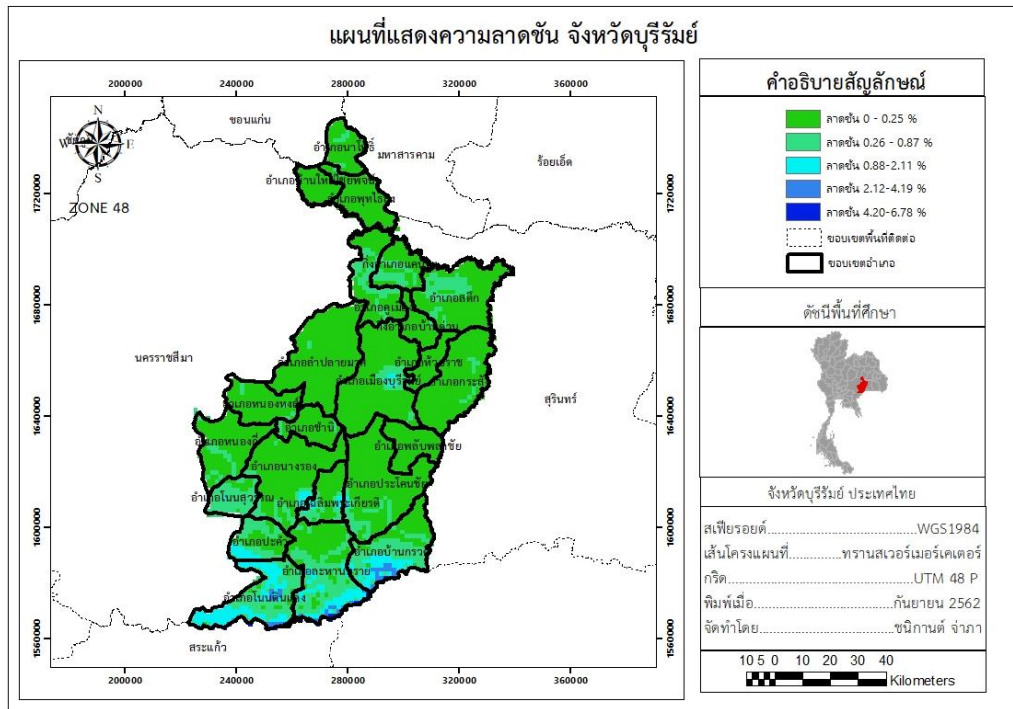 แผนที่แสดงความลาดชัน จังหวัดบุรีรัมย์
200000 240000 280000 320000 360000
N
W E
S
ZONE 48
ขอนแก่น
มหาสารคาม
ร้อยเอ็ด
นครราชสีมา
สุรินทร์
สระแก้ว
อำเภอนาโพธิ์
อำเภอพุทไธสง
อำเภอสตึก
อำเภอคูเมือง
อำเภอลำปลายมาศ
อำเภอเมืองบุรีรัมย์
อำเภอกระสัง
อำเภอหนองหงส์
อำเภอชำนิ
อำเภอหนองกี่
อำเภอพลับพลาชัย
อำเภอนางรอง
อำเภอประโคนชัย
อำเภอโนนสุวรรณ
อำเภอเฉลิมพระเกียรติ
อำเภอปะคำ
อำเภอบ้านกรวด
อำเภอละหานทราย
อำเภอโนนดินแดง
1720000
1680000
1640000
1600000
1560000
1720000
1680000
1640000
1600000
1560000
200000 240000 280000 320000 360000
คำอธิบายสัญลักษณ์
ลาดชัน 0 - 0.25 %
ลาดชัน 0.26 - 0.87 %
ลาดชัน 0.88-2.11 %
ลาดชัน 2.12-4.19 %
ลาดชัน 4.20-6.78 %
ขอบเขตพื้นที่ติดต่อ
ขอบเขตอำเภอ
ดัชนีพื้นที่ศึกษา
จังหวัดบุรีรัมย์ ประเทศไทย
สเฟียรอยด์...WGS1984
เส้นโครงแผนที่...ทรานสเวอร์เมอร์เคเตอร์
กริด...UTM 48 P
พิมพ์เมื่อ...กันยายน 2562
จัดทำโดย...ชนิกานต์ จ่าภา
10 5 0 10 20 30 40
Kilometers